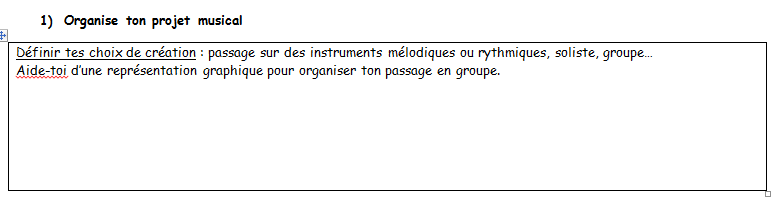 1) Organise ton projet musical
Définir tes choix de création : passage sur des instruments mélodiques ou rythmiques, soliste, groupe…
Aide-toi d’une représentation graphique pour organiser ton passage en groupe.